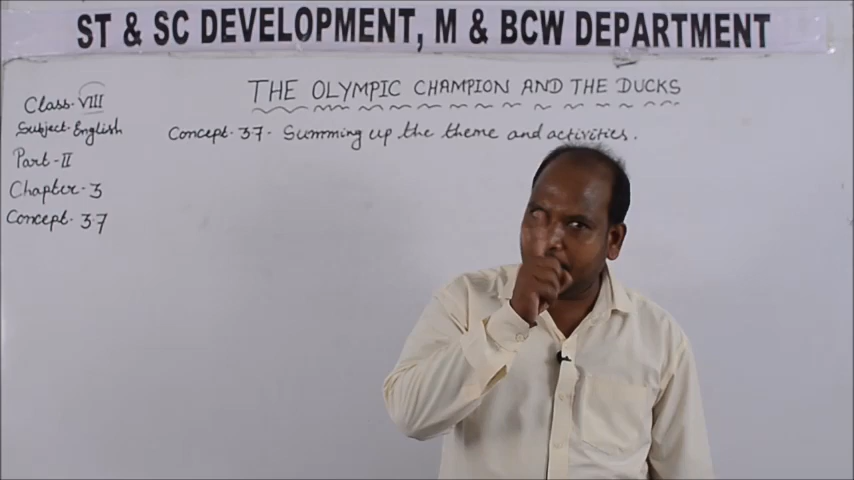 ST & SC DEVELOPMENT, M & BCW DEPARTMENT
THE OLYMPIC CHAMPION AND THE DUCKS
Concept-37- Summing up the theme and activities.
Class-VIII
Subject-English
Part-II
Chapter-3
Concept-37